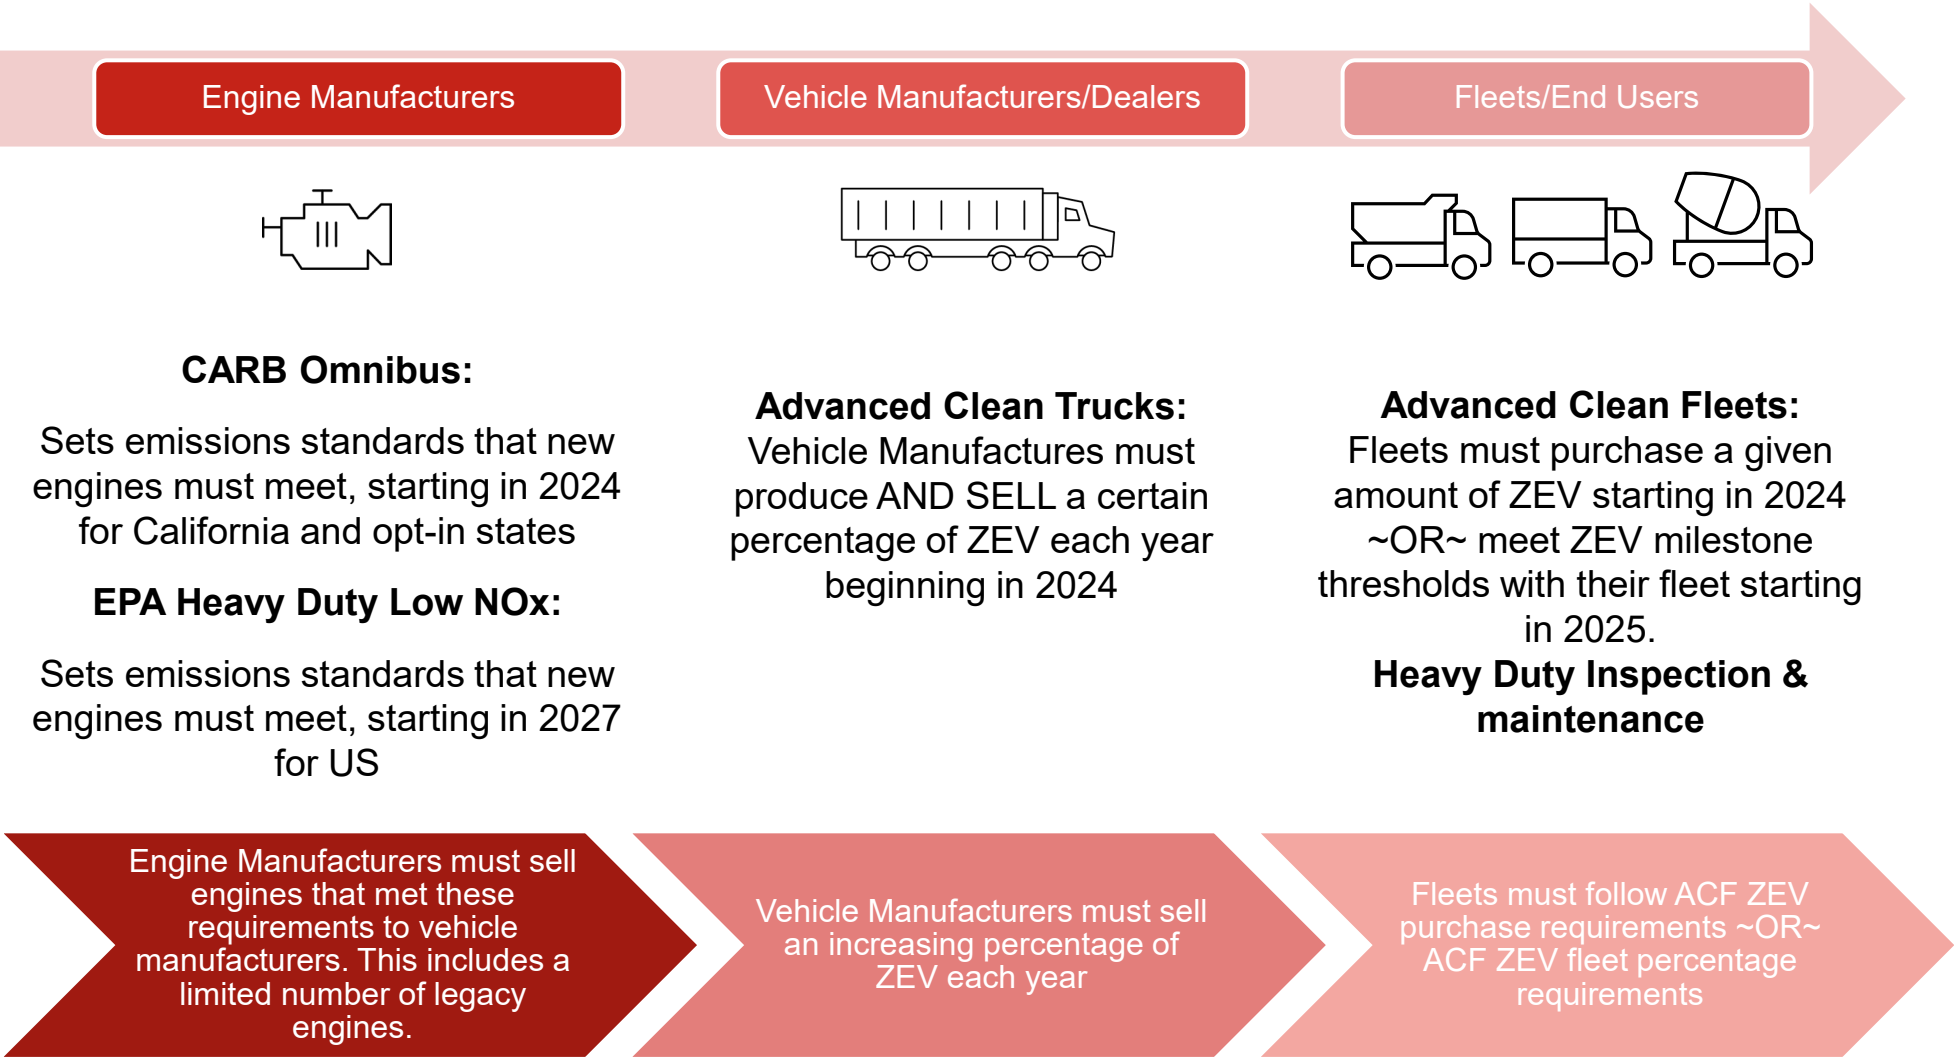 Engine Manufacturers
Vehicle Manufacturers/Dealers
Fleets/End Users
CARB Omnibus:
Sets emissions standards that new
engines must meet, starting in 2024
for California and opt-in states
EPA Heavy Duty Low NOx:
Sets emissions standards that new
engines must meet, starting in 2027
for US
Advanced Clean Trucks:
Vehicle Manufactures must
produce AND SELL a certain
percentage of ZEV each year
beginning in 2024
Advanced Clean Fleets:
Fleets must purchase a given
amount of ZEV starting in 2024
~OR~ meet ZEV milestone
thresholds with their fleet starting
in 2025.
Heavy Duty Inspection &
maintenance
Engine Manufacturers must sell
engines that met these
requirements to vehicle
manufacturers. This includes a
limited number of legacy
engines.
Vehicle Manufacturers must sell
an increasing percentage of
ZEV each year
Fleets must follow ACF ZEV
purchase requirements ~OR~
ACF ZEV fleet percentage
requirements